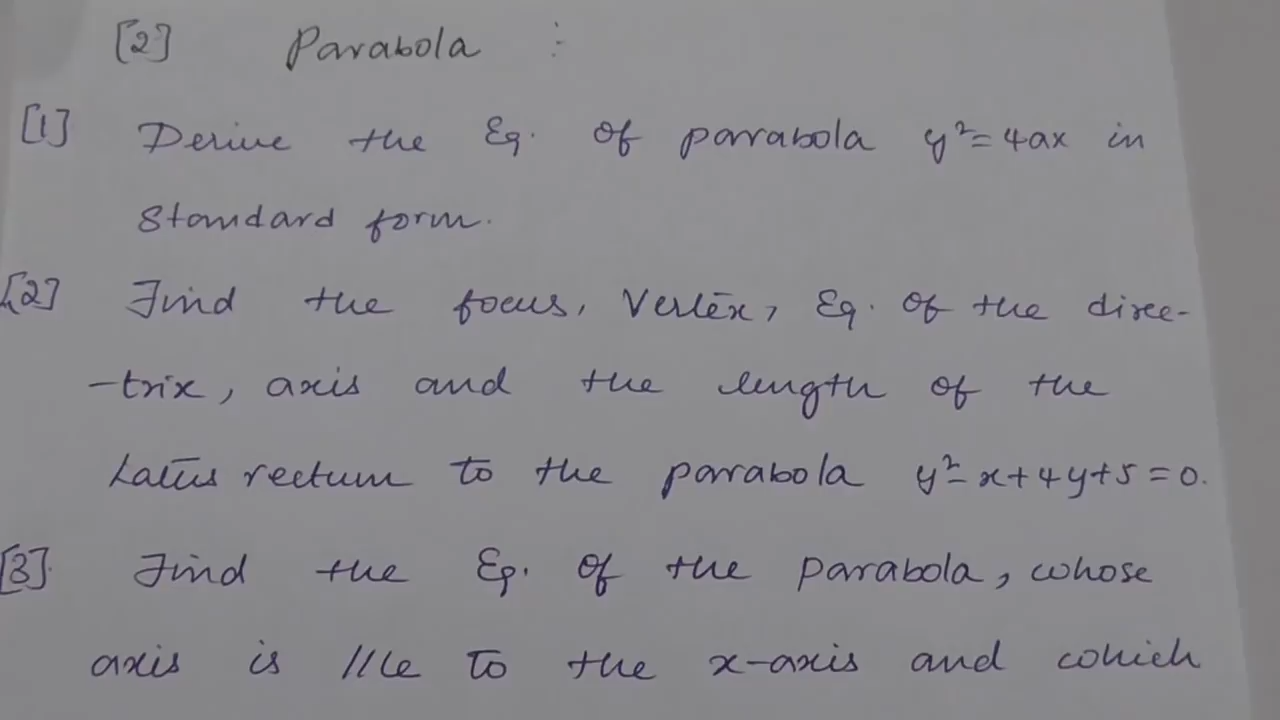 [2] Parabola :
[1] Derive the Eq. of parabola y²=4ax in
Standard form.
[2] Find the focus, Vertex, Eq. of the direc-
-trix, axis and the length of the
Latus rectum to the parabola y²-x+4y+5=0.
[3]. Find the Eq. of the parabola, whose
axis is //le to the x-axis and which